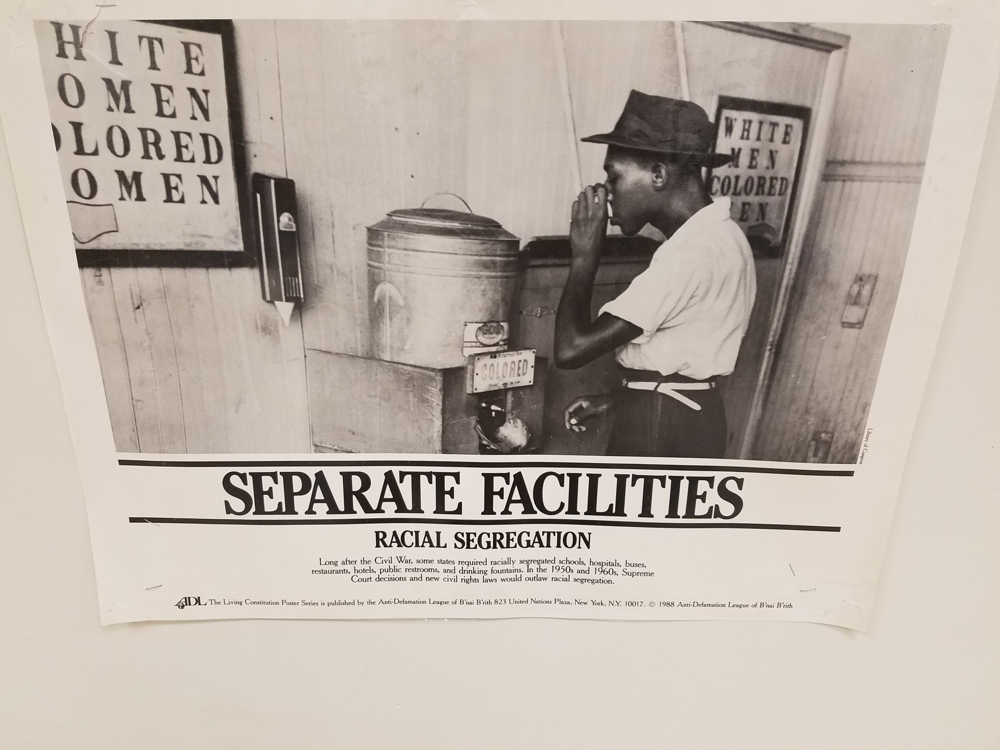 HITE
OMEN
OLORED
OMEN
WHITE
MEN
COLORED
EN
COLORED
Library of Congress
SEPARATE FACILITIES
RACIAL SEGREGATION
Long after the Civil War, some states required racially segregated schools, hospitals, buses,
restaurants, hotels, public restrooms, and drinking fountains. In the 1950s and 1960s, Supreme
Court decisions and new civil rights laws would outlaw racial segregation.
ADL The Living Constitution Poster Series is published by the Anti-Defamation League of B'nai B'rith 823 United Nations Plaza, New York, N.Y. 10017. © 1988 Anti-Defamation League of B'nai B'rith